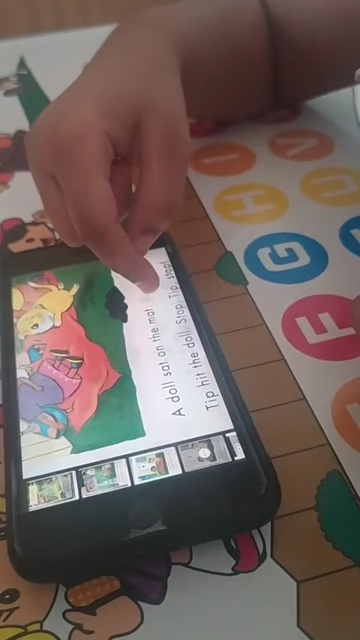 A doll sat on the mat.
Tip hit the doll. Stop, Tip, stop!
I
V
H
U
G
F